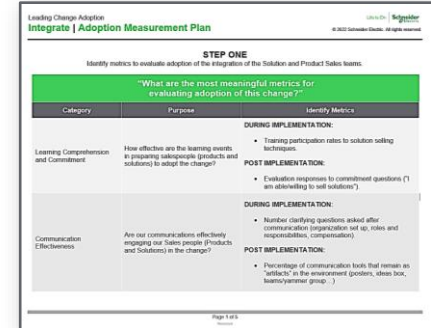 Leading Change Adoption
Integrate | Adoption Measurement Plan
Life Is On | Schneider Electric
© 2022 Schneider Electric. All rights reserved.
STEP ONE
Identify metrics to evaluate adoption of the integration of the Solution and Product Sales teams.
"What are the most meaningful metrics for
evaluating adoption of this change?"
Category
Purpose
Identify Metrics
Learning Comprehension
and Commitment
How effective are the learning events
in preparing salespeople (products and
solutions) to adopt the change?
DURING IMPLEMENTATION:
• Training participation rates to solution selling
techniques.
POST IMPLEMENTATION:
• Evaluation responses to commitment questions ("I
am able/willing to sell solutions").
Communication
Effectiveness
Are our communications effectively
engaging our Sales people (Products
and Solutions) in the change?
DURING IMPLEMENTATION:
• Number clarifying questions asked after
communication (organization set up, roles and
responsibilities, compensation).
POST IMPLEMENTATION:
• Percentage of communication tools that remain as
"artifacts" in the environment (posters, ideas box,
teams/yammer group…)
Page 1 of 5